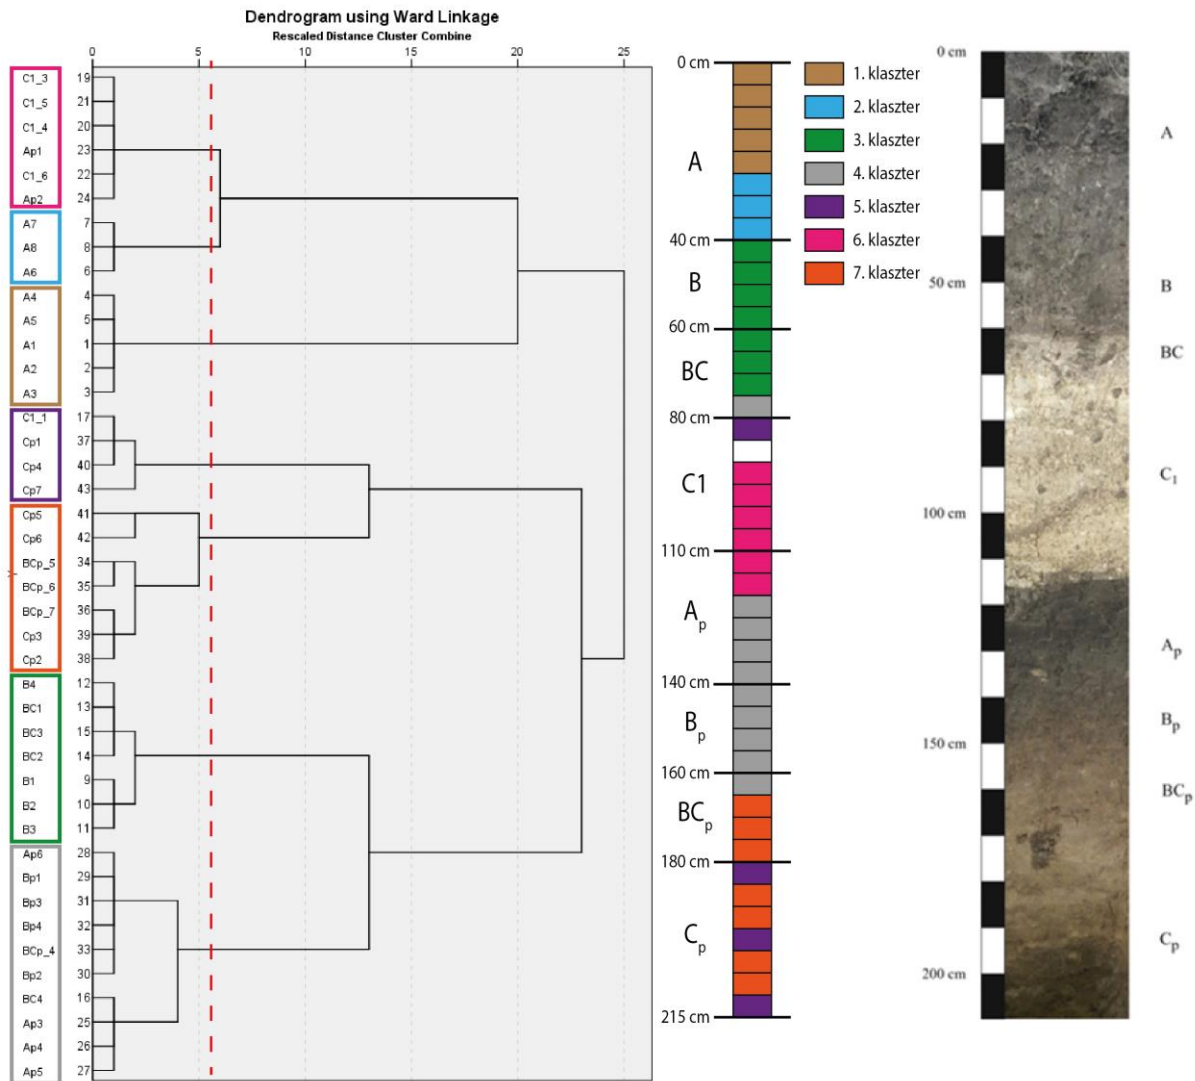 Dendrogram using Ward Linkage
Rescaled Distance Cluster Combine
0 5 10 15 20 25
C1_3 19
C1_5 21
C1_4 20
Ap1 23
C1_6 22
Ap2 24
A7 7
A8 8
A6 6
A4 4
A5 5
A1 1
A2 2
A3 3
C1_1 17
Cp1 37
Cp4 40
Cp7 43
Cp5 41
Cp6 42
BCp_5 34
BCp_6 35
BCp_7 36
Cp3 39
Cp2 38
B4 12
BC1 13
BC3 15
BC2 14
B1 9
B2 10
B3 11
Ap6 28
Bp1 29
Bp3 31
Bp4 32
BCp_4 33
Bp2 30
BC4 16
Ap3 25
Ap4 26
Ap5 27
0 cm
A
40 cm
B
60 cm
BC
80 cm
C1
110 cm
Ap
140 cm
Bp
160 cm
BCp
180 cm
Cp
215 cm
1. klaszter
2. klaszter
3. klaszter
4. klaszter
5. klaszter
6. klaszter
7. klaszter
0 cm
A
50 cm
B
BC
C1
100 cm
Ap
Bp
150 cm
BCp
Cp
200 cm